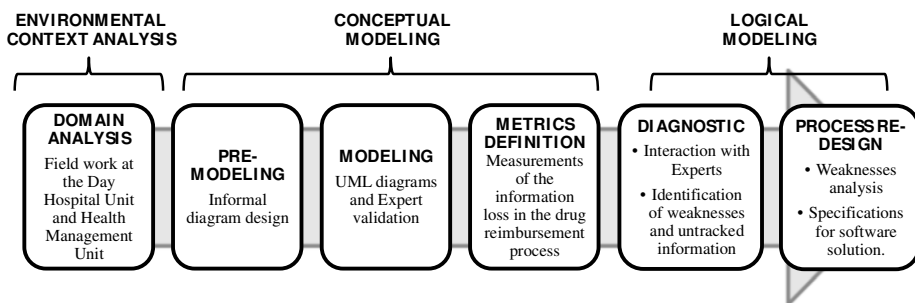 ENVIRONMENTAL
CONTEXT ANALYSIS
CONCEPTUAL
MODELING
LOGICAL
MODELING
DOMAIN
ANALYSIS
Field work at
the Day
Hospital Unit
and Health
Management
Unit
PRE-
MODELING
Informal
diagram design
MODELING
UML diagrams
and Expert
validation
METRICS
DEFINITION
Measurements
of the
information
loss in the drug
reimbursement
process
DIAGNOSTIC
• Interaction with
Experts
• Identification
of weaknesses
and untracked
information
PROCESS RE-
DESIGN
• Weaknesses
analysis
• Specifications
for software
solution.